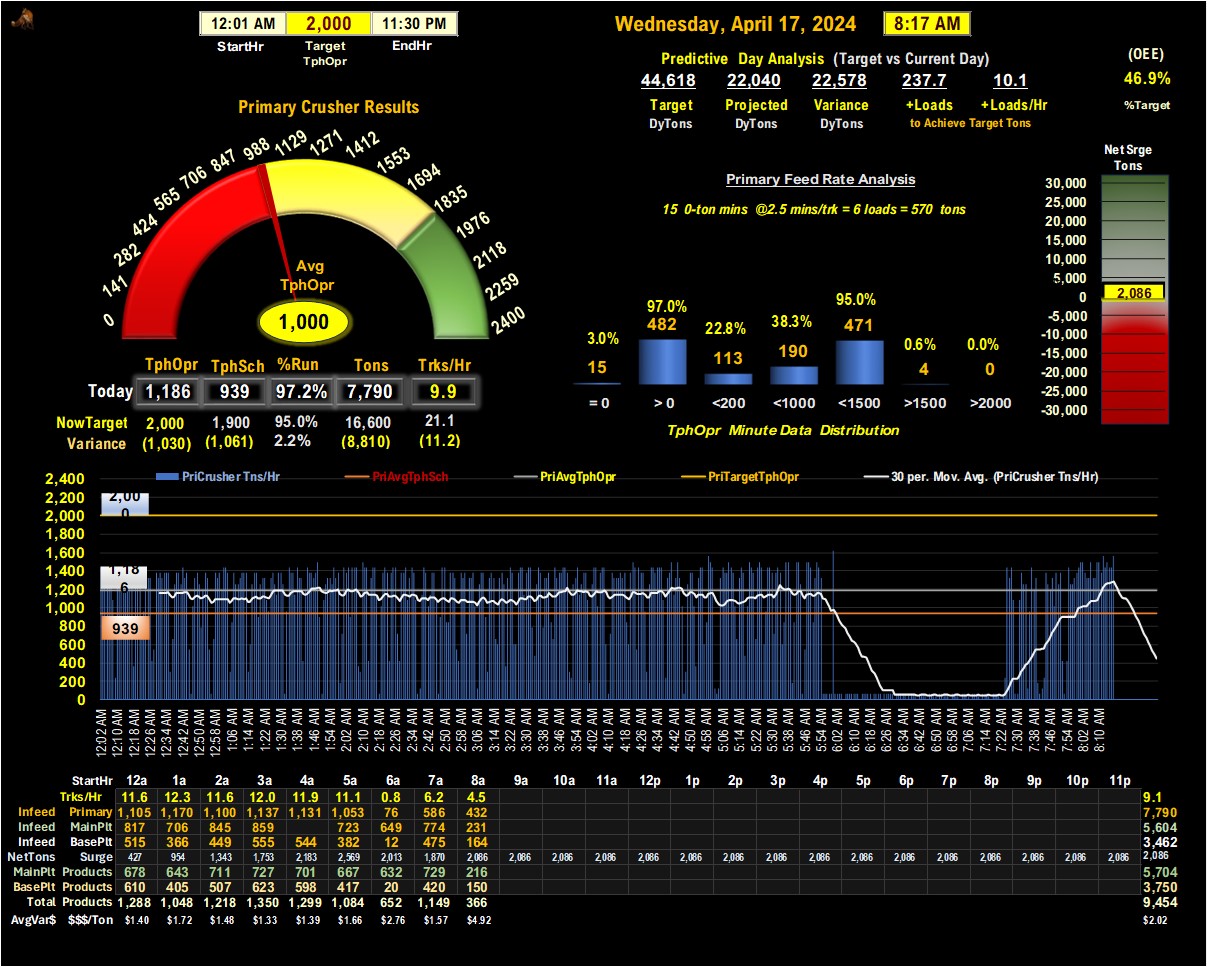 12:01 AM 2,000 11:30 PM
StartHr Target EndHr
TphOpr
Wednesday, April 17, 2024 8:17 AM
Predictive Day Analysis (Target vs Current Day)
44,618 22,040 22,578 237.7 10.1
Target Projected Variance +Loads +Loads/Hr
DyTons DyTons DyTons to Achieve Target Tons
(OEE)
46.9%
%Target
Primary Crusher Results
0 141 282 424 565 706 847 988 1129 1271 1412 1553 1694 1835 1976 2118 2259 2400
Avg
TphOpr
1,000
TphOpr TphSch %Run Tons Trks/Hr
Today 1,186 939 97.2% 7,790 9.9
NowTarget 2,000 1,900 95.0% 16,600 21.1
Variance (1,030) (1,061) 2.2% (8,810) (11.2)
Primary Feed Rate Analysis
15 0-ton mins @2.5 mins/trk = 6 loads = 570 tons
3.0% 97.0% 22.8% 38.3% 95.0% 0.6% 0.0%
15 482 113 190 471 4 0
= 0 > 0 <200 <1000 <1500 >1500 >2000
TphOpr Minute Data Distribution
Net Srge
Tons
30,000
25,000
20,000
15,000
10,000
5,000
0 2,086
-5,000
-10,000
-15,000
-20,000
-25,000
-30,000
PriCrusher Tns/Hr PriAvgTphSch PriAvgTphOpr PriTargetTphOpr 30 per. Mov. Avg. (PriCrusher Tns/Hr)
2,400
2,200
2,000
1,800
1,600
1,400
1,200
1,000
800
600
400
200
0
2,00
0
1,18
6
939
12:02 AM 12:10 AM 12:18 AM 12:26 AM 12:34 AM 12:42 AM 12:50 AM 12:58 AM 1:06 AM 1:14 AM 1:22 AM 1:30 AM 1:38 AM 1:46 AM 1:54 AM 2:02 AM 2:10 AM 2:18 AM 2:26 AM 2:34 AM 2:42 AM 2:50 AM 2:58 AM 3:06 AM 3:14 AM 3:22 AM 3:30 AM 3:38 AM 3:46 AM 3:54 AM 4:02 AM 4:10 AM 4:18 AM 4:26 AM 4:34 AM 4:42 AM 4:50 AM 4:58 AM 5:06 AM 5:14 AM 5:22 AM 5:30 AM 5:38 AM 5:46 AM 5:54 AM 6:02 AM 6:10 AM 6:18 AM 6:26 AM 6:34 AM 6:42 AM 6:50 AM 6:58 AM 7:06 AM 7:14 AM 7:22 AM 7:30 AM 7:38 AM 7:46 AM 7:54 AM 8:02 AM 8:10 AM
StartHr 12a 1a 2a 3a 4a 5a 6a 7a 8a 9a 10a 11a 12p 1p 2p 3p 4p 5p 6p 7p 8p 9p 10p 11p
Trks/Hr 11.6 12.3 11.6 12.0 11.9 11.1 0.8 6.2 4.5 9.1
Infeed Primary 1,105 1,170 1,100 1,137 1,131 1,053 76 586 432 7,790
Infeed MainPlt 817 706 845 859 723 649 774 231 5,604
Infeed BasePlt 515 366 449 555 544 382 12 475 164 3,462
NetTons Surge 427 954 1,343 1,753 2,183 2,569 2,013 1,870 2,086 2,086 2,086 2,086 2,086 2,086 2,086 2,086 2,086 2,086 2,086 2,086 2,086 2,086 2,086 2,086 2,086
MainPlt Products 678 643 711 727 701 667 632 729 216 5,704
BasePlt Products 610 405 507 623 598 417 20 420 150 3,750
Total Products 1,288 1,048 1,218 1,350 1,299 1,084 652 1,149 366 9,454
AvgVar$ $$$/Ton $1.40 $1.72 $1.48 $1.33 $1.39 $1.66 $2.76 $1.57 $4.92 $2.02